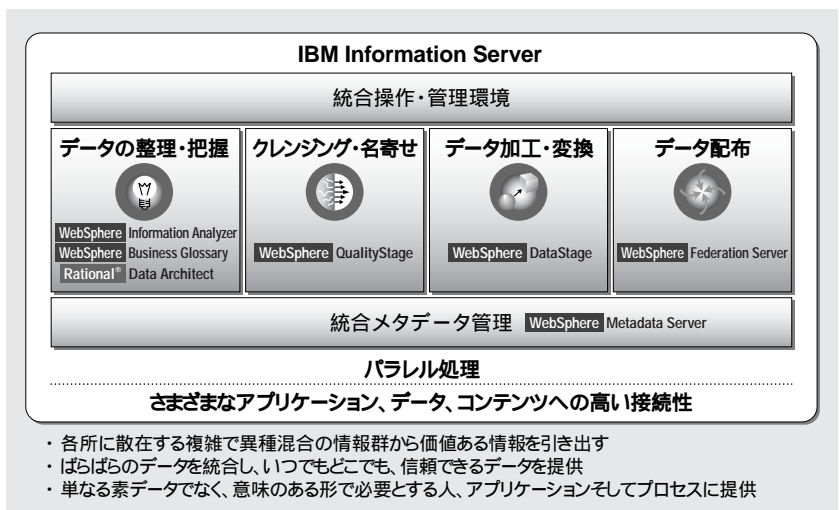 IBM Information Server
統合操作・管理環境
データの整理・把握
WebSphere Information Analyzer
WebSphere Business Glossary
Rational® Data Architect
クレンジング・名寄せ
WebSphere QualityStage
データ加工・変換
WebSphere DataStage
データ配布
WebSphere Federation Server
統合メタデータ管理 WebSphere Metadata Server
パラレル処理
さまざまなアプリケーション、データ、コンテンツへの高い接続性
・各所に散在する複雑で異種混合の情報群から価値ある情報を引き出す
・ばらばらのデータを統合し、いつでもどこでも、信頼できるデータを提供
・単なる素データでなく、意味のある形で必要とする人、アプリケーションそしてプロセスに提供